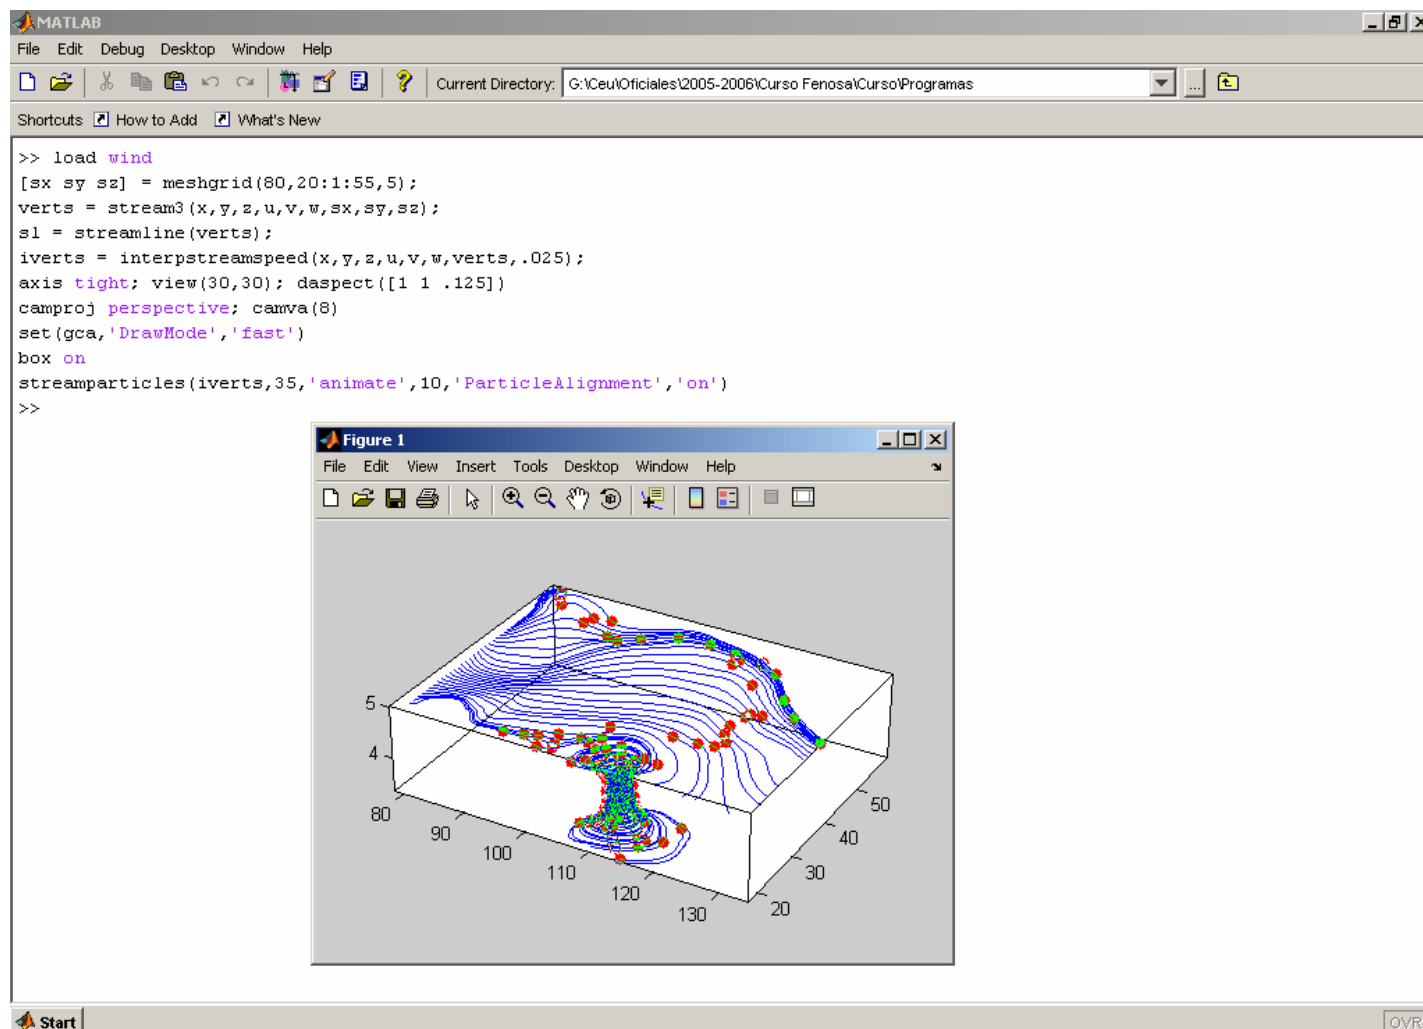 MATLAB
File Edit Debug Desktop Window Help
Current Directory: G:\Ceu\Oficiales\2005-2006\Curso Fenosa\Curso\Programas ...
Shortcuts How to Add What's New
>> load wind
[sx sy sz] = meshgrid(80,20:1:55,5);
verts = stream3(x,y,z,u,v,w,sx,sy,sz);
sl = streamline(verts);
iverts = interpstreamspeed(x,y,z,u,v,w,verts,.025);
axis tight; view(30,30); daspect([1 1 .125])
camproj perspective; camva(8)
set(gca,'DrawMode','fast')
box on
streamparticles(iverts,35,'animate',10,'ParticleAlignment','on')
>>
Figure 1
File Edit View Insert Tools Desktop Window Help
5
4
80
90
100
110
120
130
20
30
40
50
Start
OVR